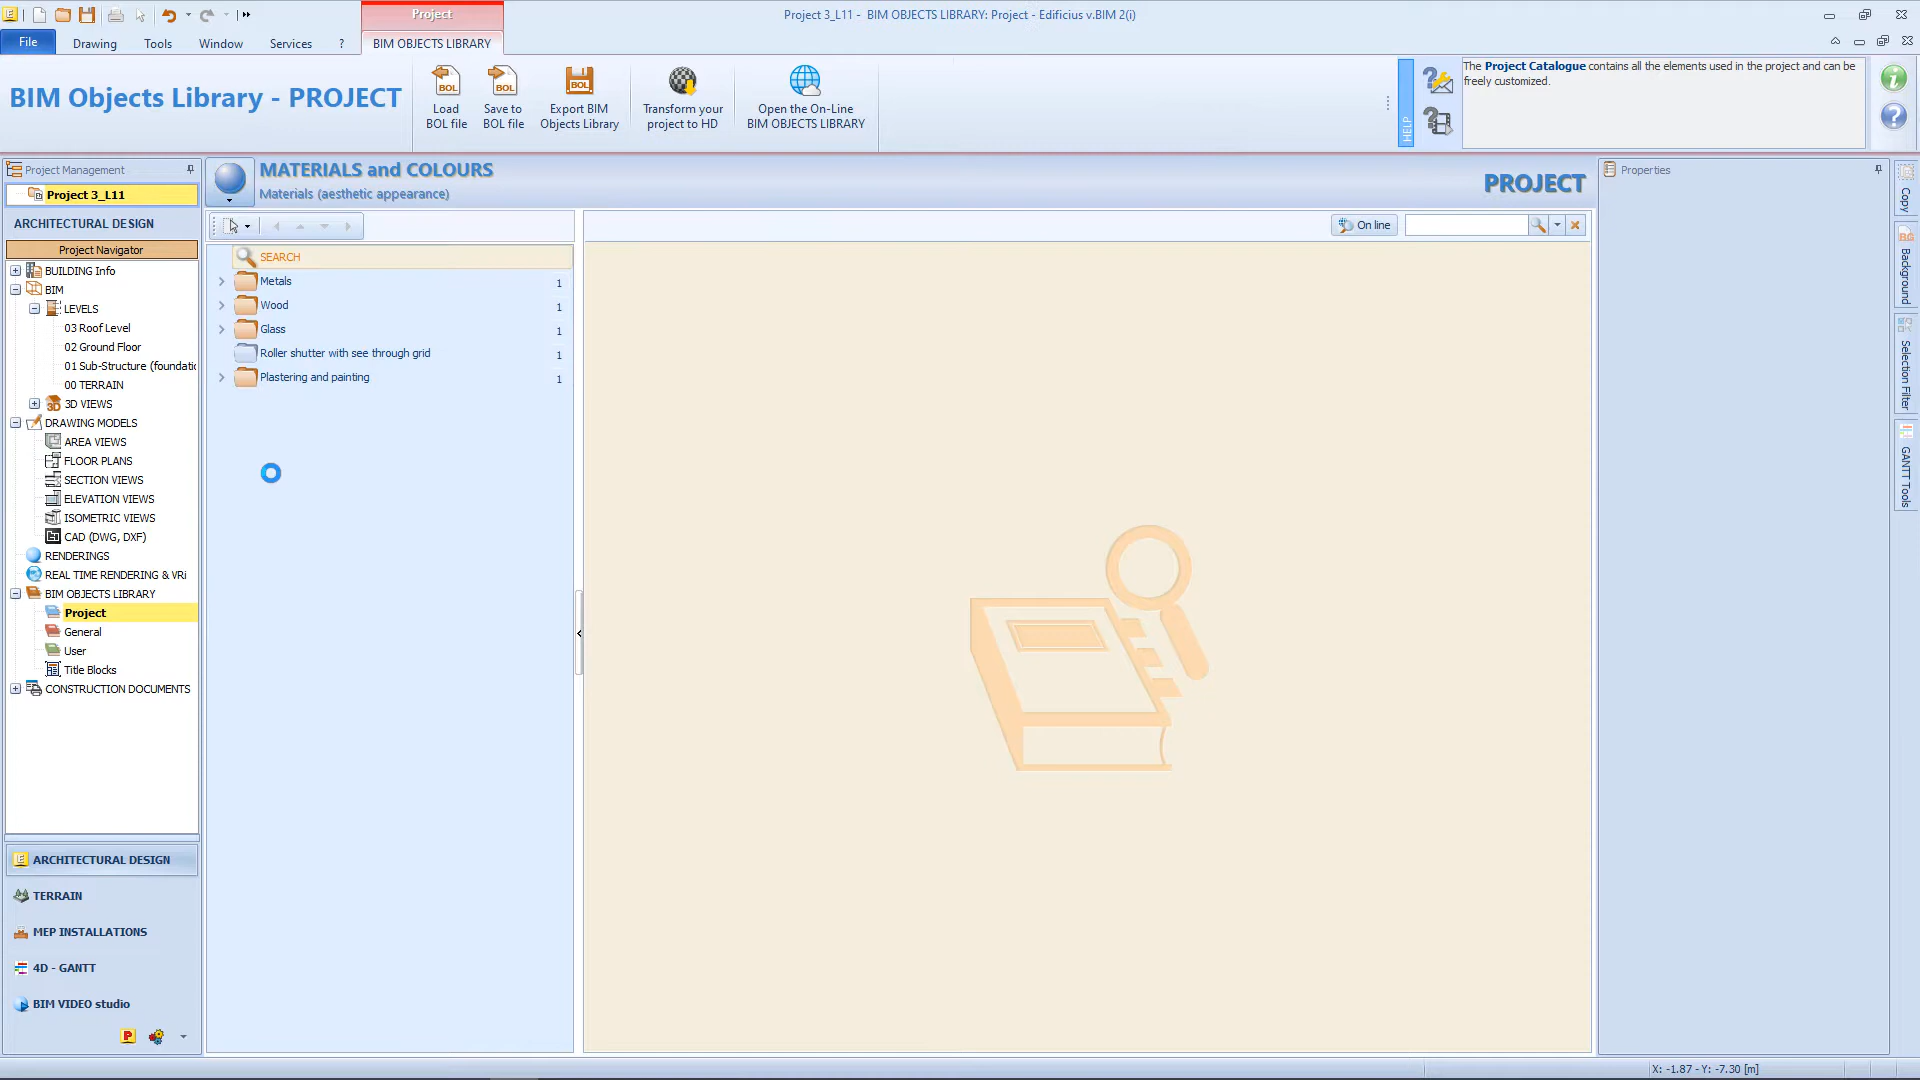 Project
Project 3_L11 - BIM OBJECTS LIBRARY: Project - Edificius v.BIM 2(i)
File
Drawing
Tools
Window
Services
?
BIM OBJECTS LIBRARY
BIM Objects Library - PROJECT
BOL
Load
BOL file
BOL
Save to
BOL file
BOL
Export BIM
Objects Library
Transform your
project to HD
Open the On-Line
BIM OBJECTS LIBRARY
HELP
The Project Catalogue contains all the elements used in the project and can be
freely customized.
Project Management
Project 3_L11
ARCHITECTURAL DESIGN
Project Navigator
BUILDING Info
BIM
LEVELS
03 Roof Level
02 Ground Floor
01 Sub-Structure (foundatio
00 TERRAIN
3D VIEWS
DRAWING MODELS
AREA VIEWS
FLOOR PLANS
SECTION VIEWS
ELEVATION VIEWS
ISOMETRIC VIEWS
CAD (DWG, DXF)
RENDERINGS
REAL TIME RENDERING & VRi
BIM OBJECTS LIBRARY
Project
General
User
Title Blocks
CONSTRUCTION DOCUMENTS
ARCHITECTURAL DESIGN
TERRAIN
MEP INSTALLATIONS
4D - GANTT
BIM VIDEO studio
P
MATERIALS and COLOURS
Materials (aesthetic appearance)
PROJECT
On line
SEARCH
Metals 1
Wood 1
Glass 1
Roller shutter with see through grid 1
Plastering and painting 1
Properties
Copy
Background
Selection Filter
GANTT Tools
X: -1.87 - Y: -7.30 [m]